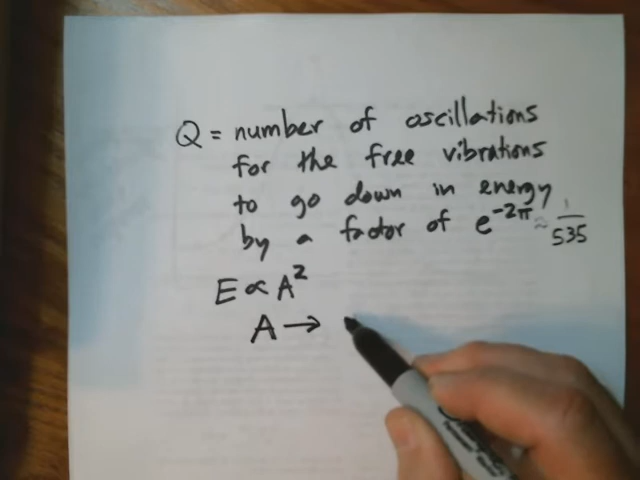 Q = number of oscillations
for the free vibrations
to go down in energy
by a factor of e^-2π ≈ 1/535
E ∝ A²
A →